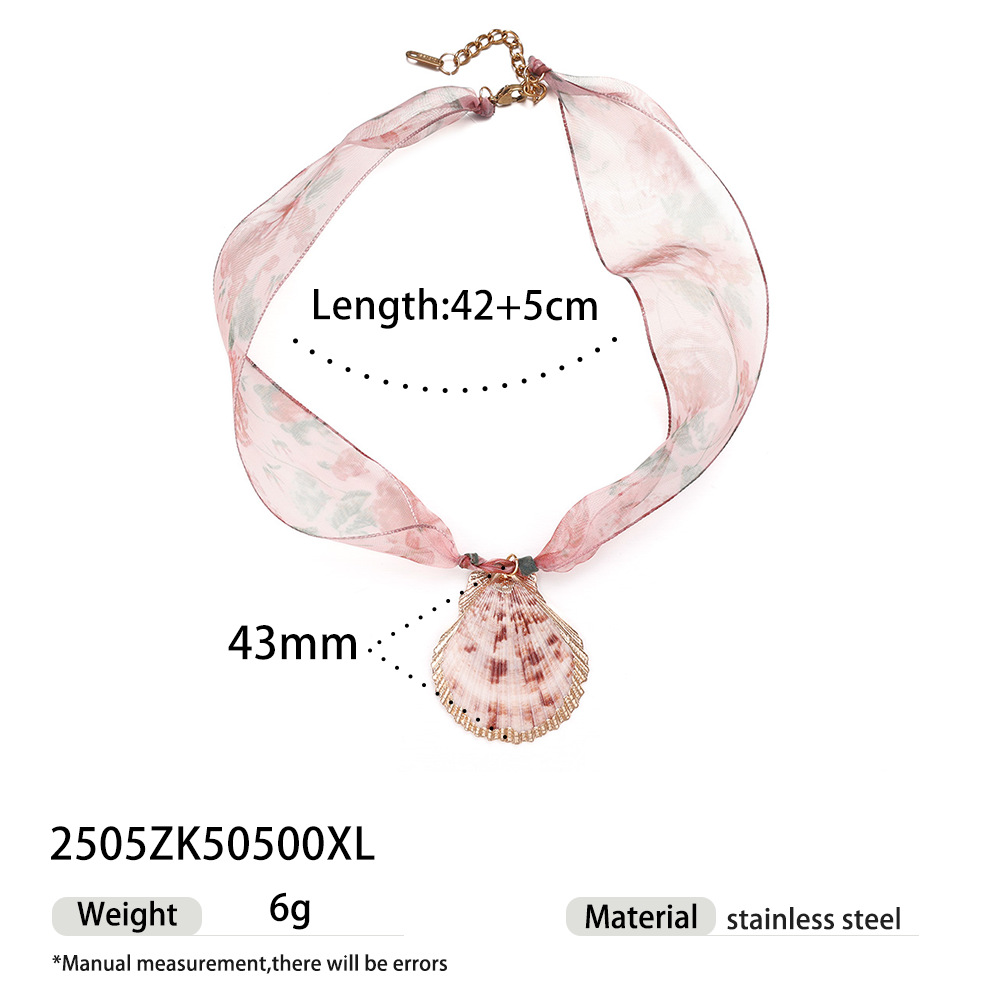 Length:42+5cm
43mm
2505ZK50500XL
Weight
6g
Material
stainless steel
*Manual measurement,there will be errors